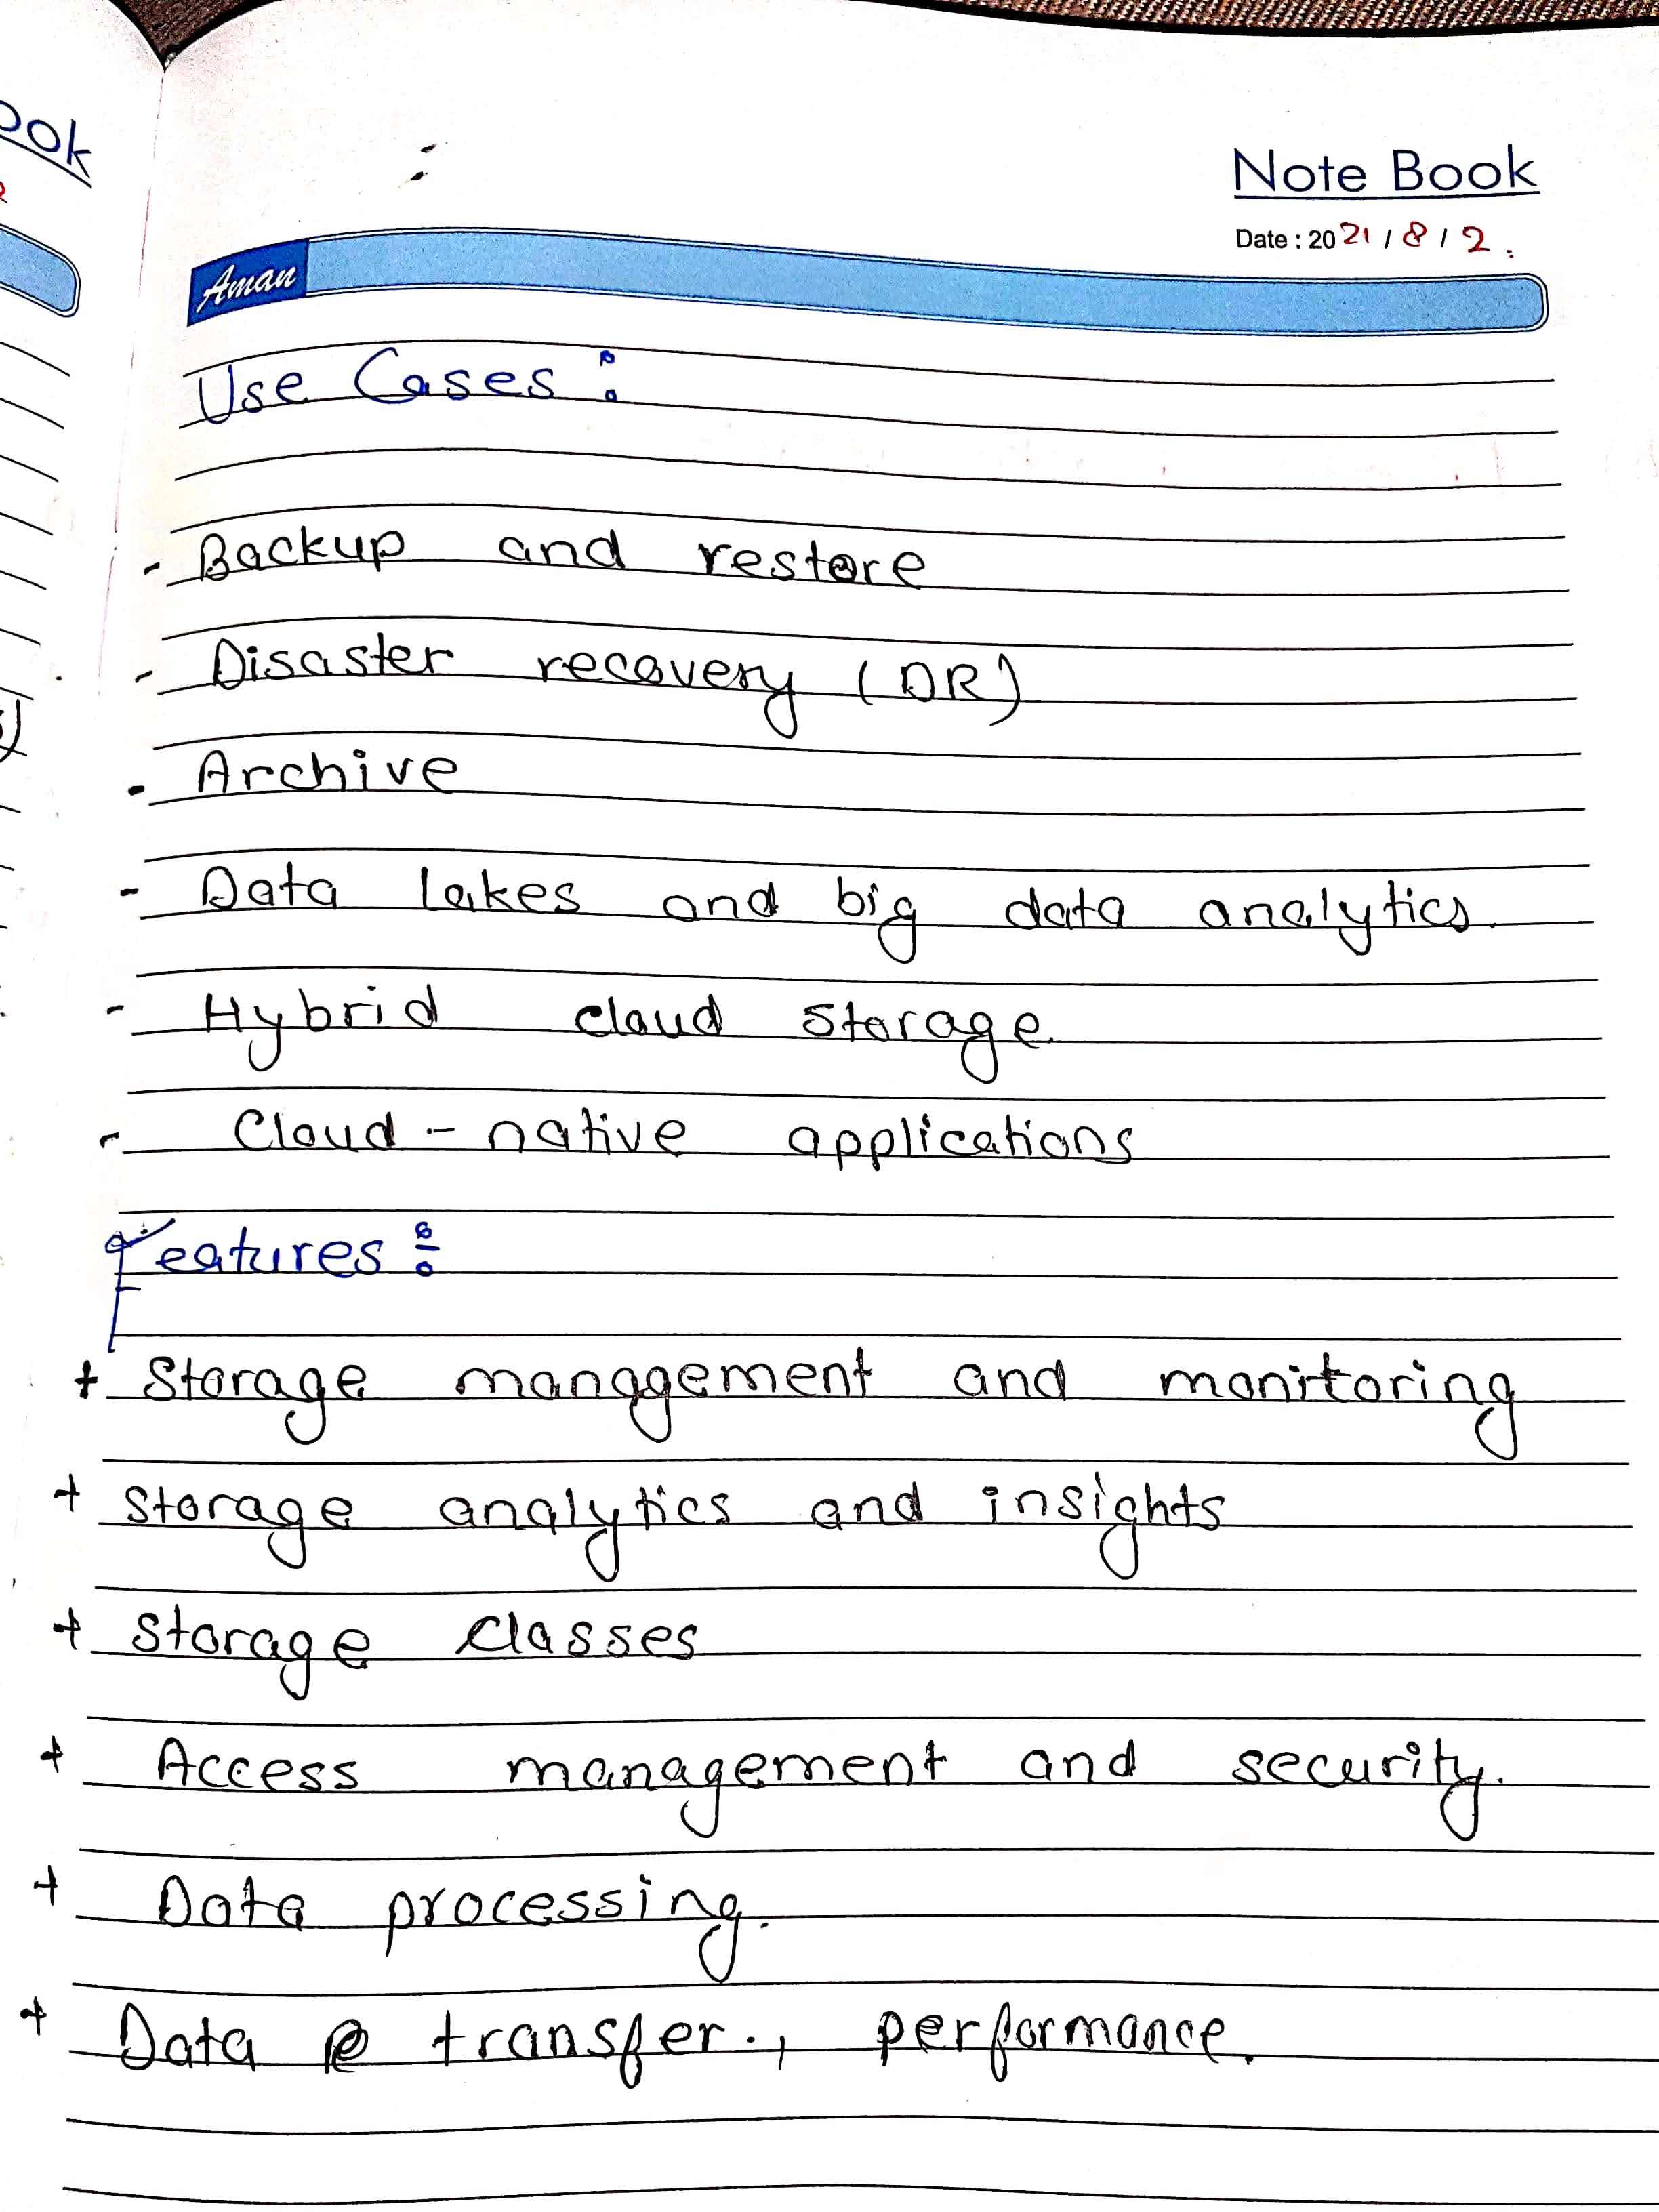 ook
Note Book
Date : 2021 / 8 / 2.
Aman
Use Cases :
- Backup and restore
- Disaster recovery (DR)
- Archive
- Data lakes and big data analytics.
- Hybrid cloud storage.
- Cloud - native applications
Features :
+ Storage management and monitoring
+ Storage analytics and insights
+ Storage classes
+ Access management and security.
+ Data processing.
+ Data transfer., performance.